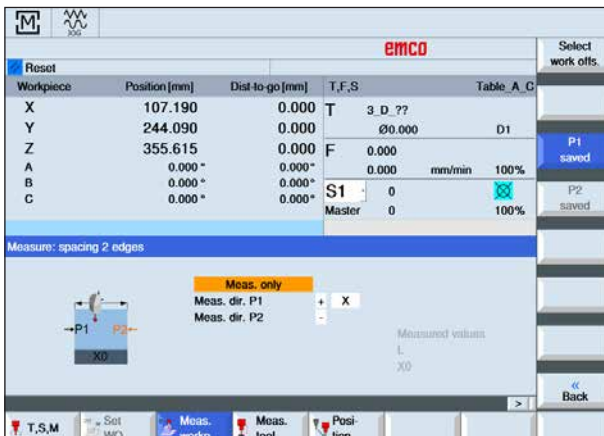 M
JOG
emco
Select
work offs.
Reset
Workpiece Position [mm] Dist-to-go [mm] T,F,S Table_A_C
X 107.190 0.000 T 3_D_??
Y 244.090 0.000 Ø0.000 D1
Z 355.615 0.000 F 0.000
A 0.000 ° 0.000° 0.000 mm/min 100%
B 0.000 ° 0.000° S1 0
C 0.000 ° 0.000° Master 0 100%
P1
saved
P2
saved
Measure: spacing 2 edges
Meas. only
Meas. dir. P1 + X
Meas. dir. P2 -
P1 P2
X0
Measured values
L
X0
>
«
Back
T,S,M
Set
WO
Meas.
workp.
Meas.
tool
Posi-
tion